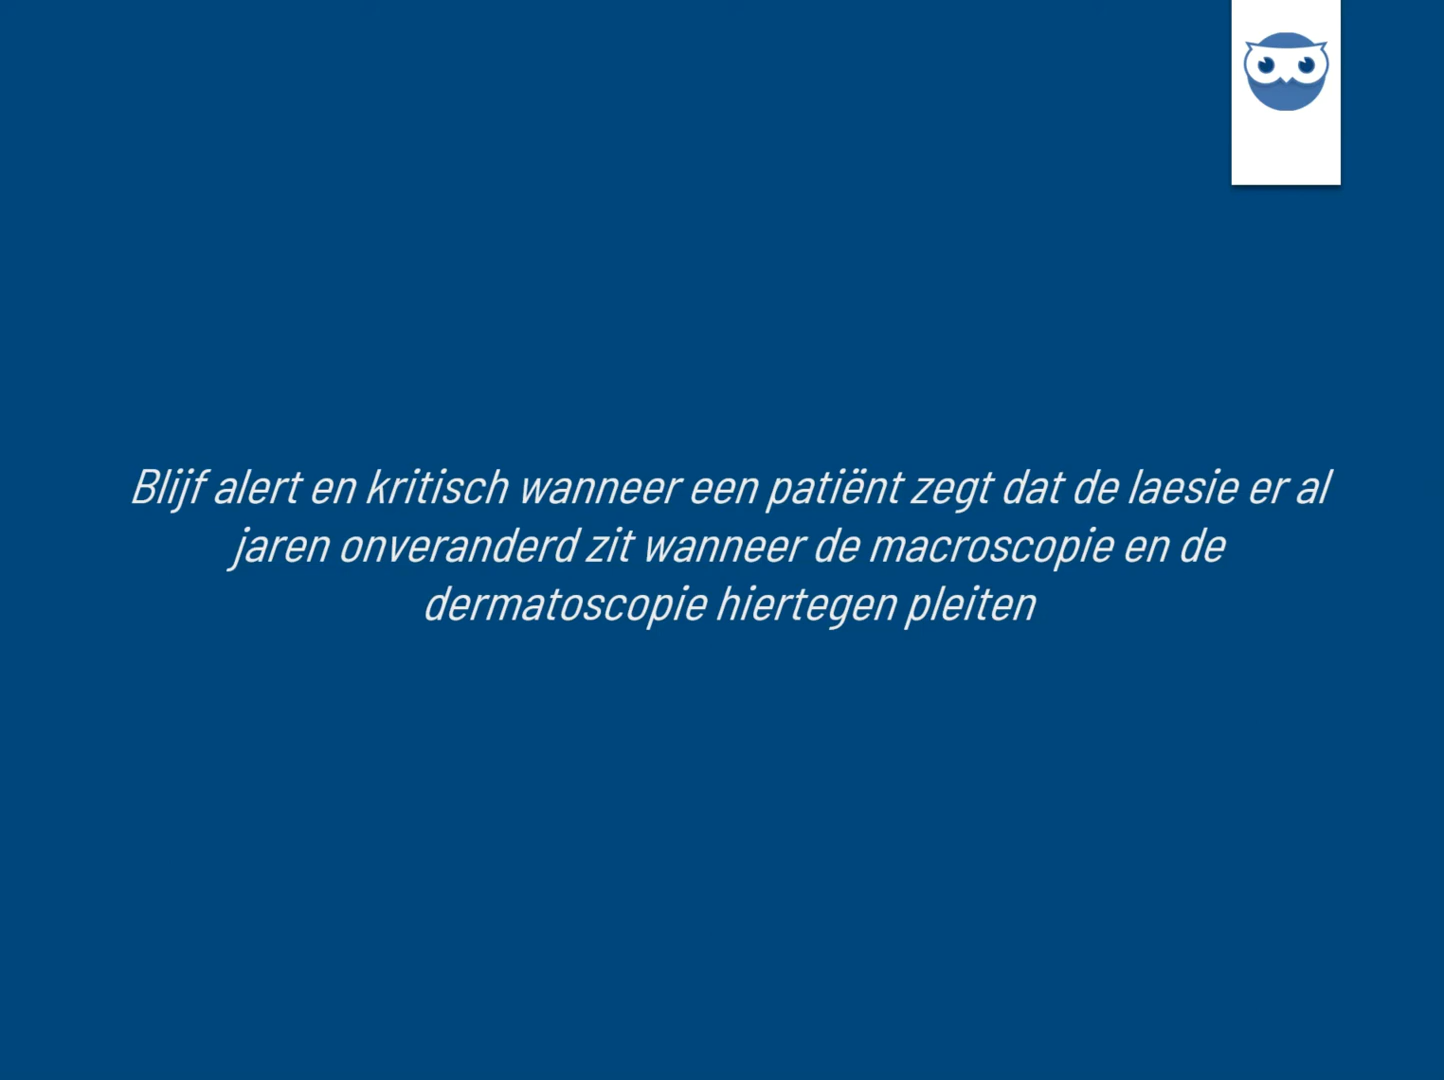 Blijf alert en kritisch wanneer een patiënt zegt dat de laesie er al
jaren onveranderd zit wanneer de macroscopie en de
dermatoscopie hiertegen pleiten